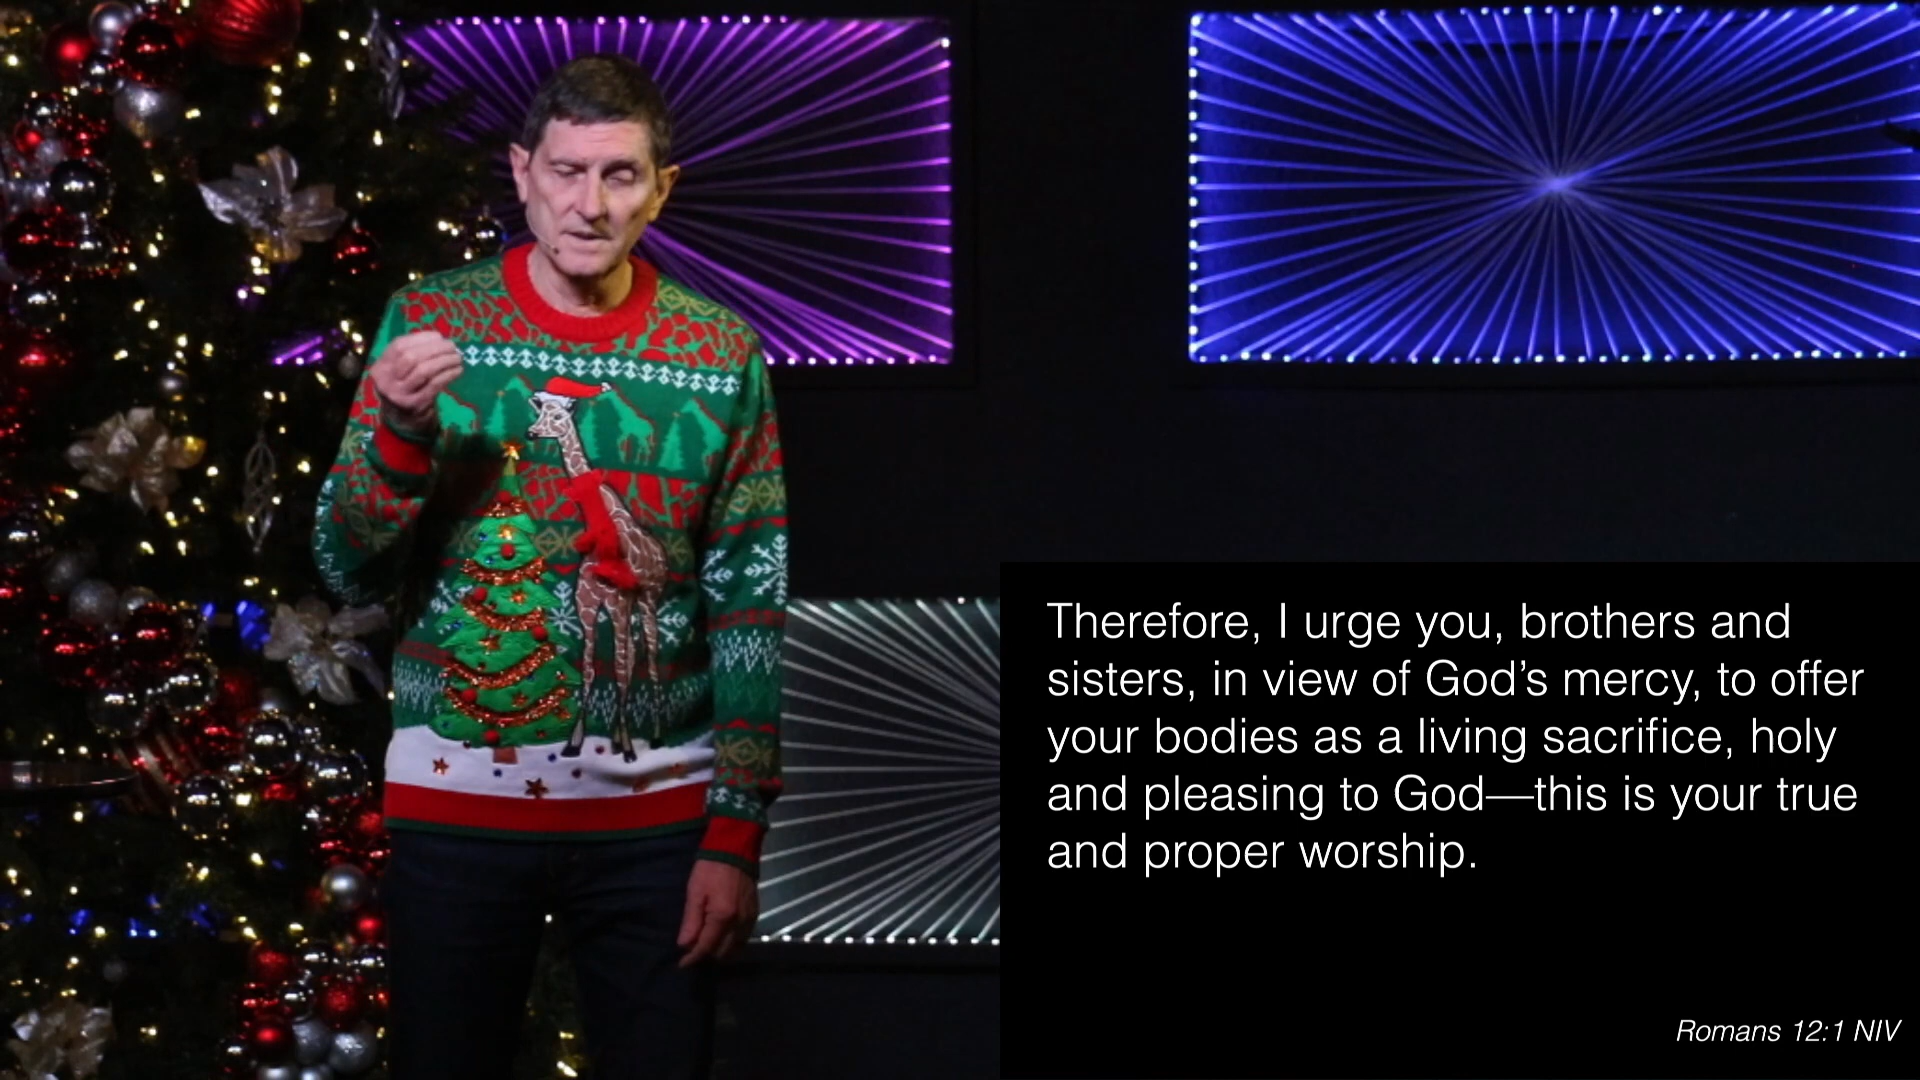 Therefore, I urge you, brothers and
sisters, in view of God’s mercy, to offer
your bodies as a living sacrifice, holy
and pleasing to God—this is your true
and proper worship.
Romans 12:1 NIV